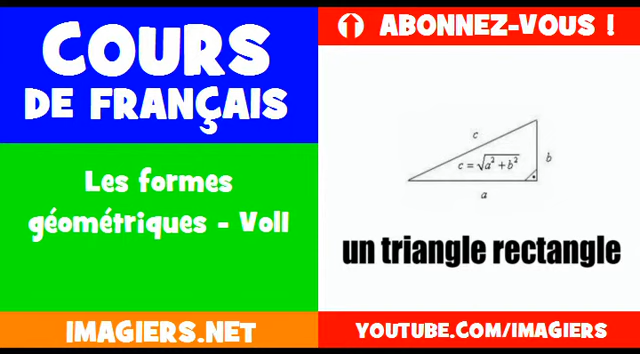 COURS
DE FRANÇAIS
Les formes
géométriques - Voll
IMAGIERS.NET
ABONNEZ-VOUS !
c
c = √a² + b²
b
a
un triangle rectangle
YOUTUBE.COM/IMAGIERS